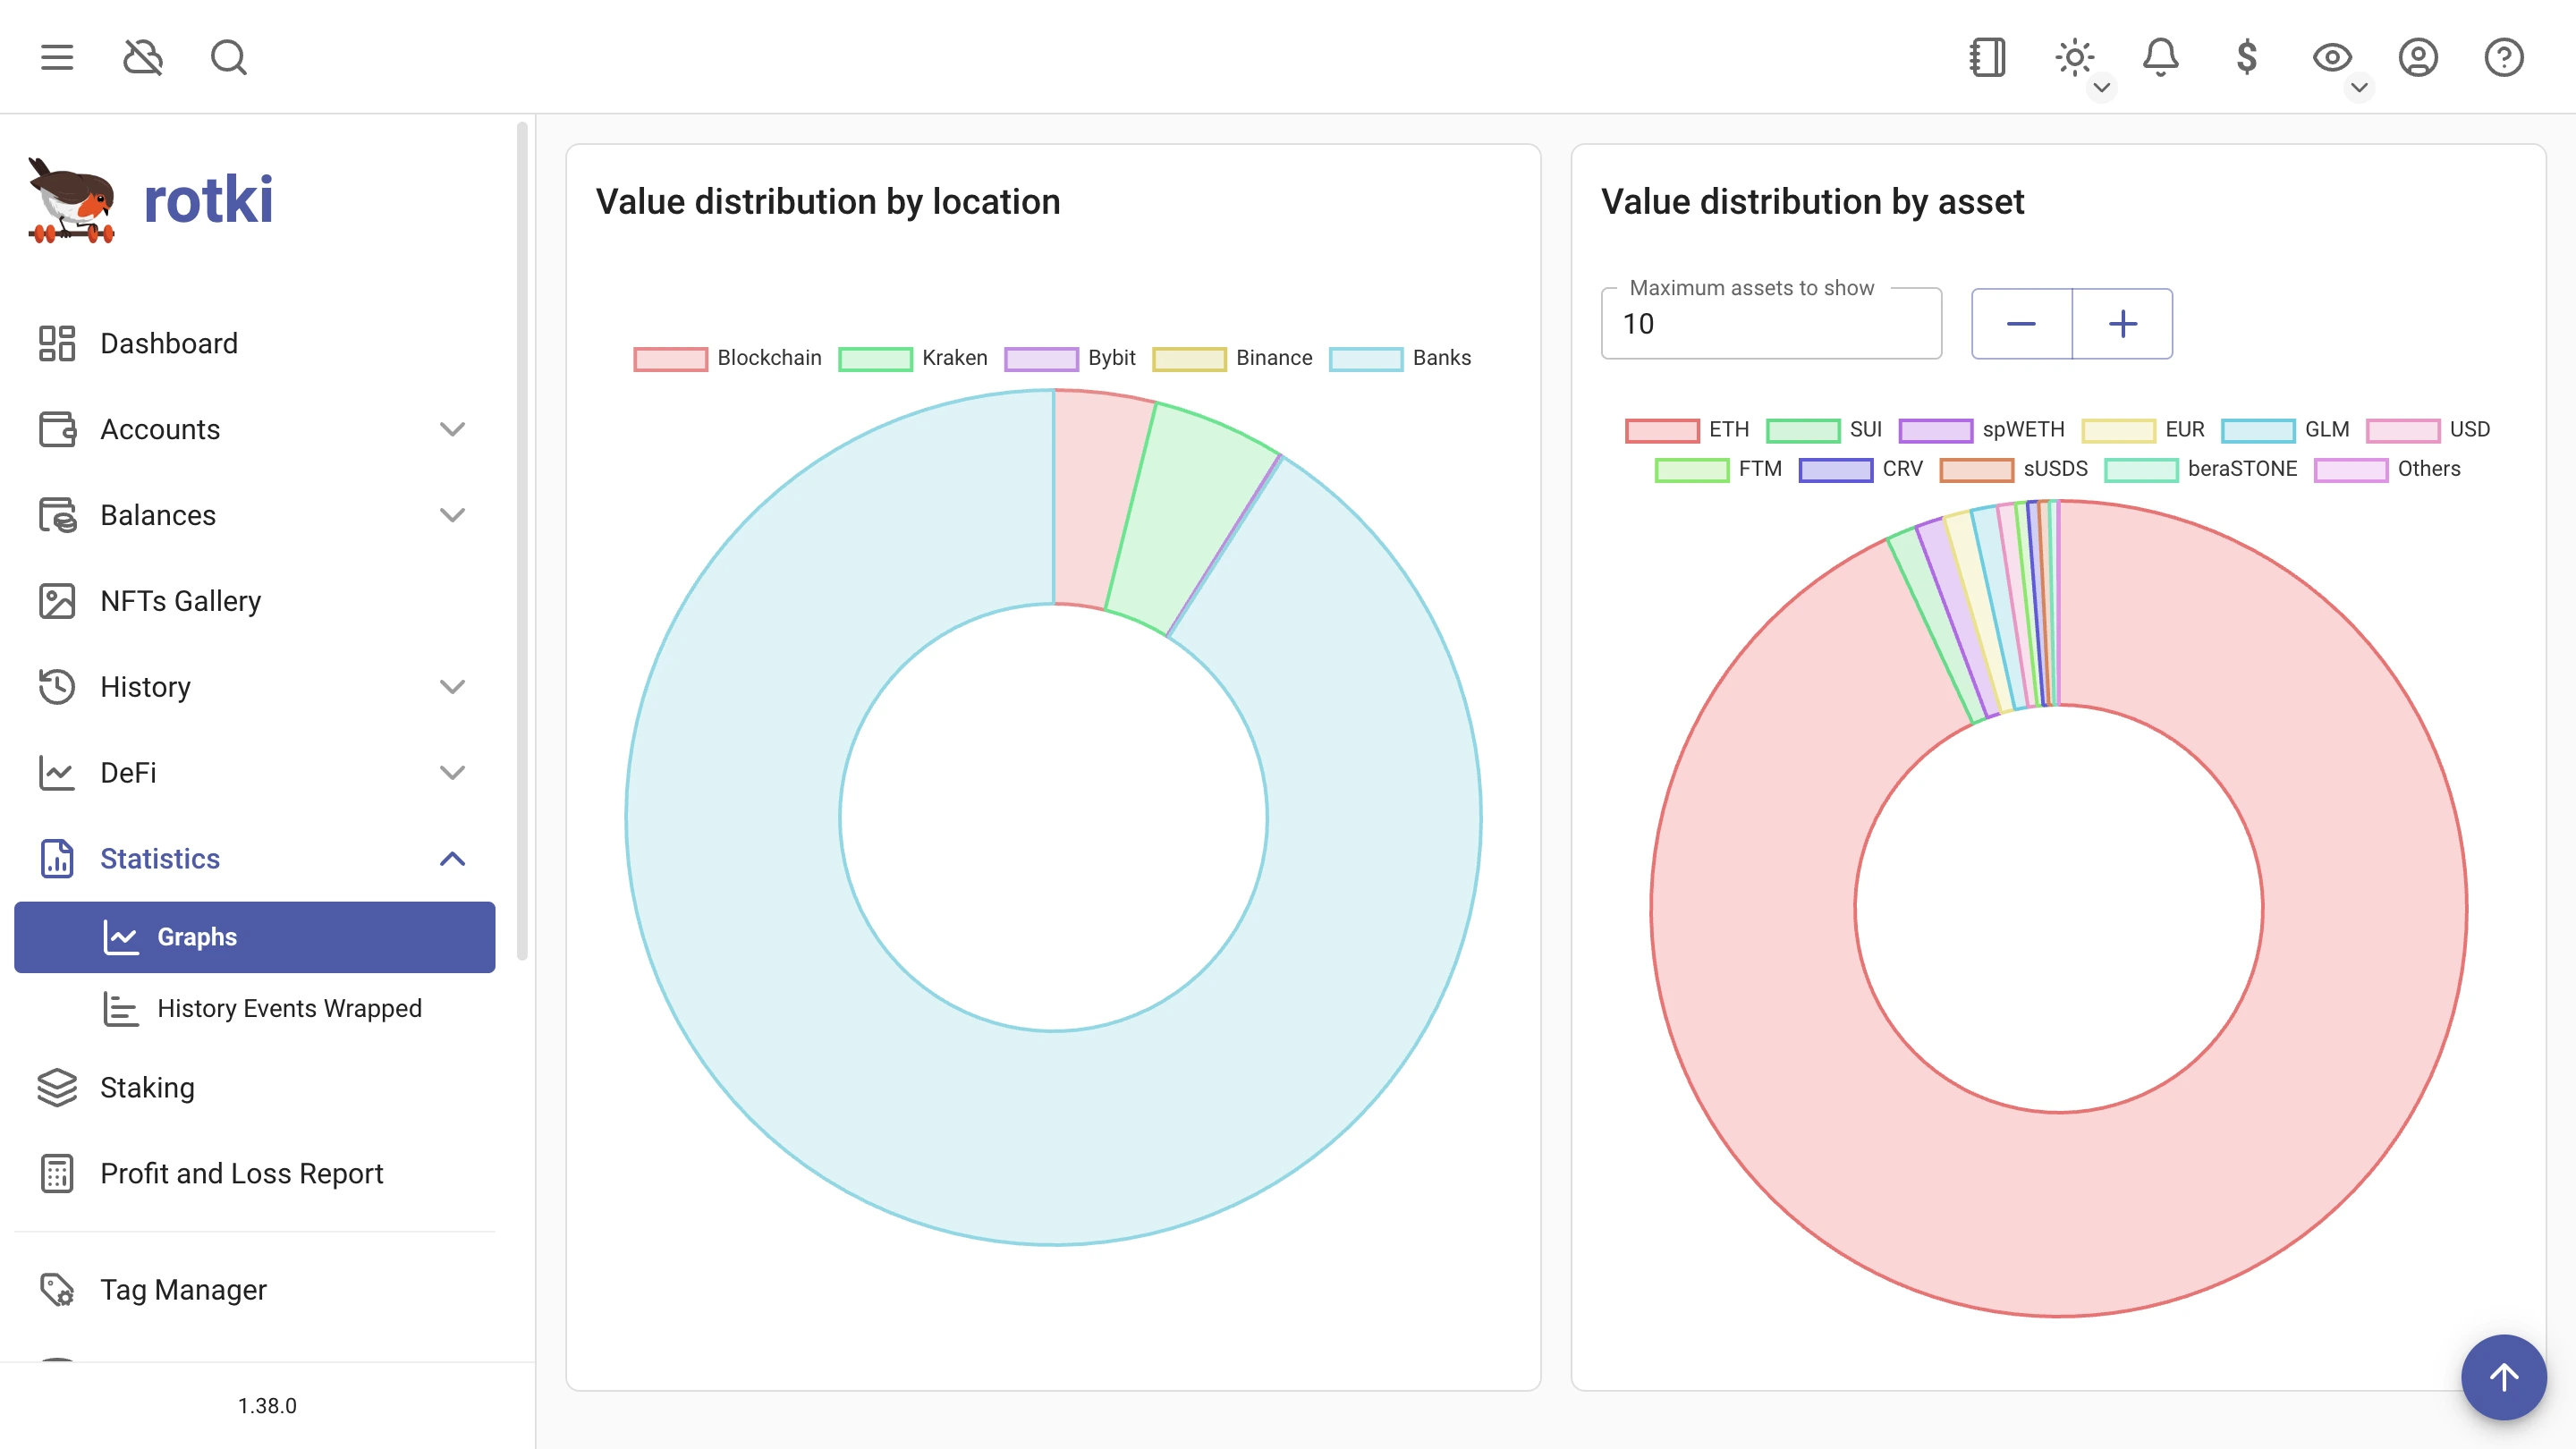 rotki
Dashboard
Accounts
Balances
NFTs Gallery
History
DeFi
Statistics
Graphs
History Events Wrapped
Staking
Profit and Loss Report
Tag Manager
1.38.0
Value distribution by location
Blockchain Kraken Bybit Binance Banks
Value distribution by asset
Maximum assets to show
10
ETH SUI spWETH EUR GLM USD
FTM CRV sUSDS beraSTONE Others